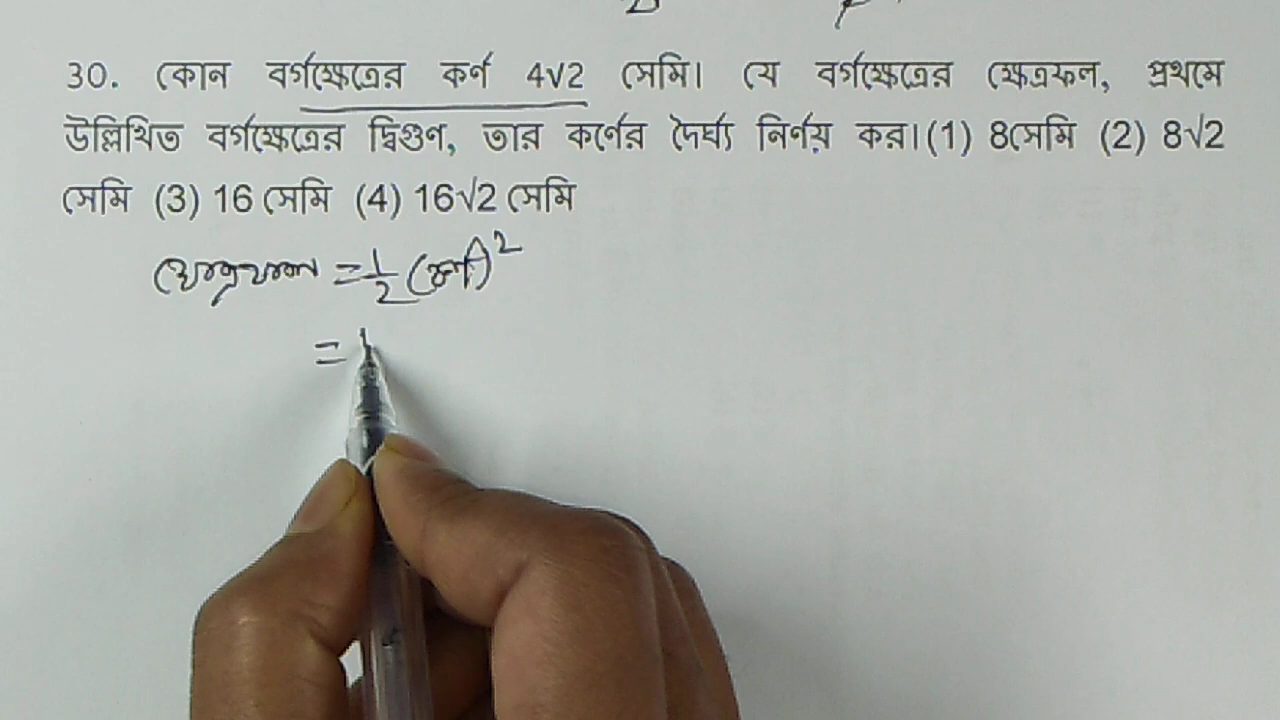 30. কোন বর্গক্ষেত্রের কর্ণ 4√2 সেমি। যে বর্গক্ষেত্রের ক্ষেত্রফল, প্রথমে
উল্লিখিত বর্গক্ষেত্রের দ্বিগুণ, তার কর্ণের দৈর্ঘ্য নির্ণয় কর।(1) 8সেমি (2) 8√2
সেমি (3) 16 সেমি (4) 16√2 সেমি
ক্ষেত্রফল = 1/2 (কর্ণ)²
= 1